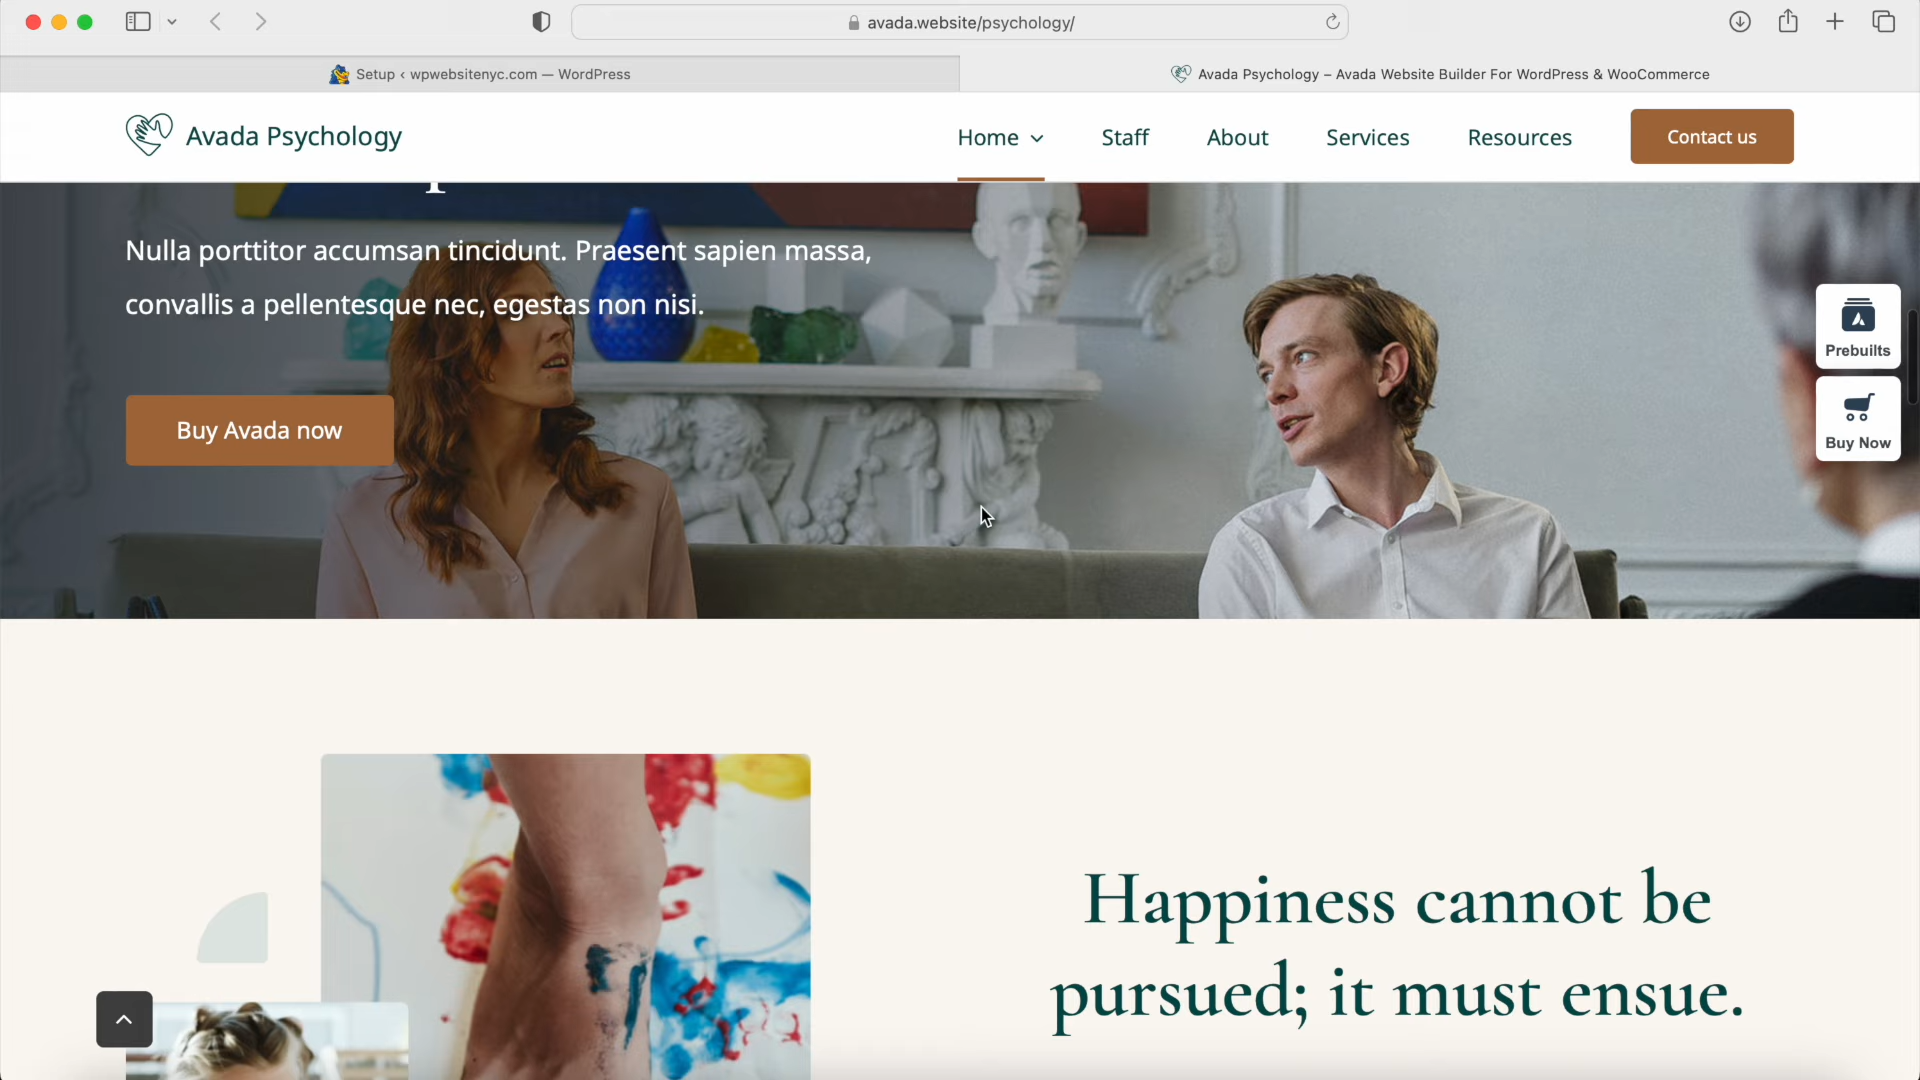 avada.website/psychology/
Setup ‹ wpwebsitenyc.com — WordPress
Avada Psychology – Avada Website Builder For WordPress & WooCommerce
Avada Psychology
Home
Staff
About
Services
Resources
Contact us
Nulla porttitor accumsan tincidunt. Praesent sapien massa,
convallis a pellentesque nec, egestas non nisi.
Buy Avada now
Prebuilts
Buy Now
Happiness cannot be
pursued; it must ensue.